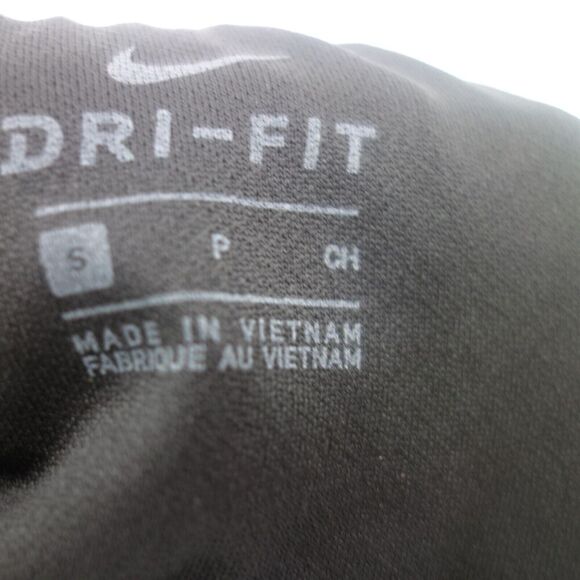 DRI-FIT
S P CH
MADE IN VIETNAM
FABRIQUE AU VIETNAM